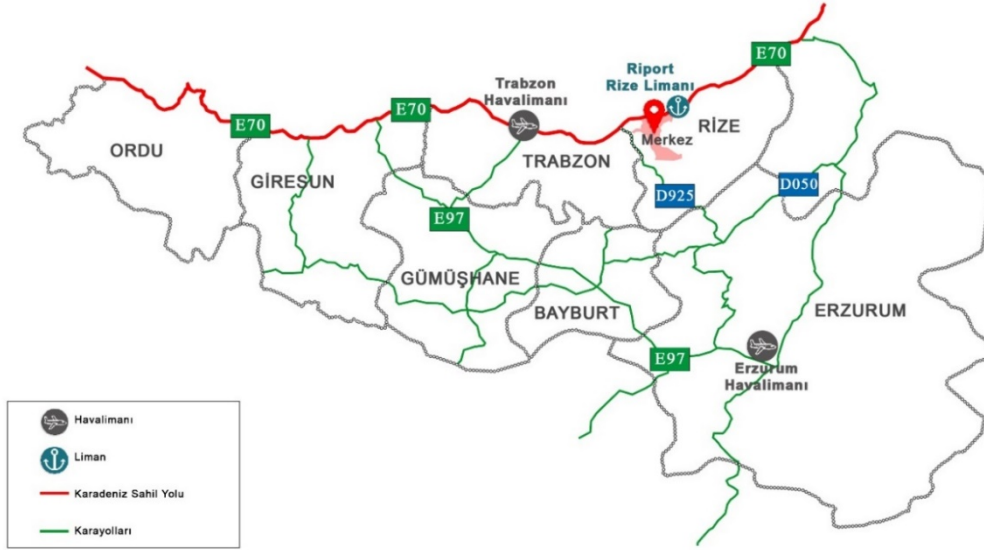 E70
Riport
Rize Limanı
Trabzon
Havalimanı
E70
E70
RİZE
Merkez
ORDU
TRABZON
GİRESUN
D050
D925
E97
GÜMÜŞHANE
BAYBURT
ERZURUM
E97
Erzurum
Havalimanı
Havalimanı
Liman
Karadeniz Sahil Yolu
Karayolları